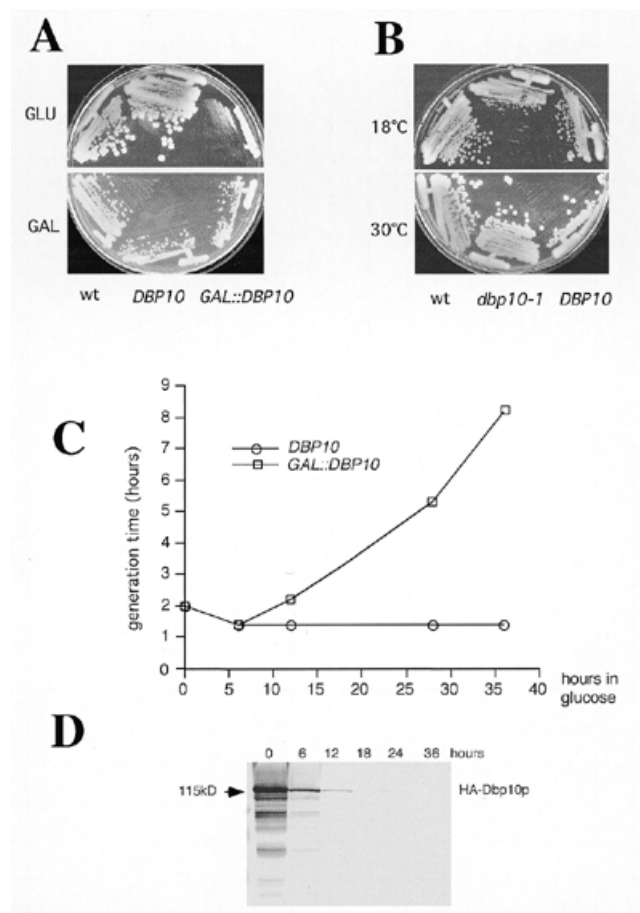 A
B
GLU
GAL
wt DBP10 GAL::DBP10
18°C
30°C
wt dbp10-1 DBP10
C
generation time (hours)
9
8
7
6
5
4
3
2
1
0
DBP10
GAL::DBP10
0 5 10 15 20 25 30 35 40
hours in
glucose
D
0 6 12 18 24 36 hours
115kD
HA-Dbp10p